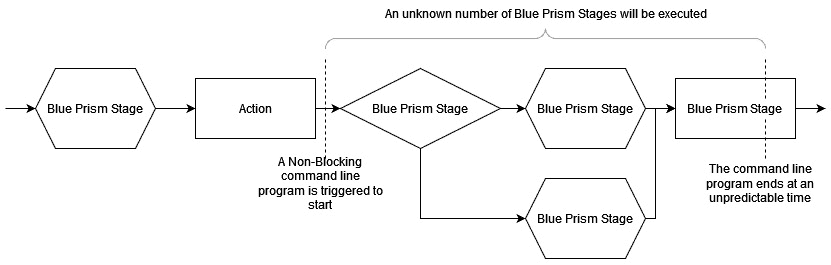 An unknown number of Blue Prism Stages will be executed
Blue Prism Stage
Action
Blue Prism Stage
Blue Prism Stage
Blue Prism Stage
A Non-Blocking
command line
program is triggered to
start
The command line
program ends at an
unpredictable time
Blue Prism Stage